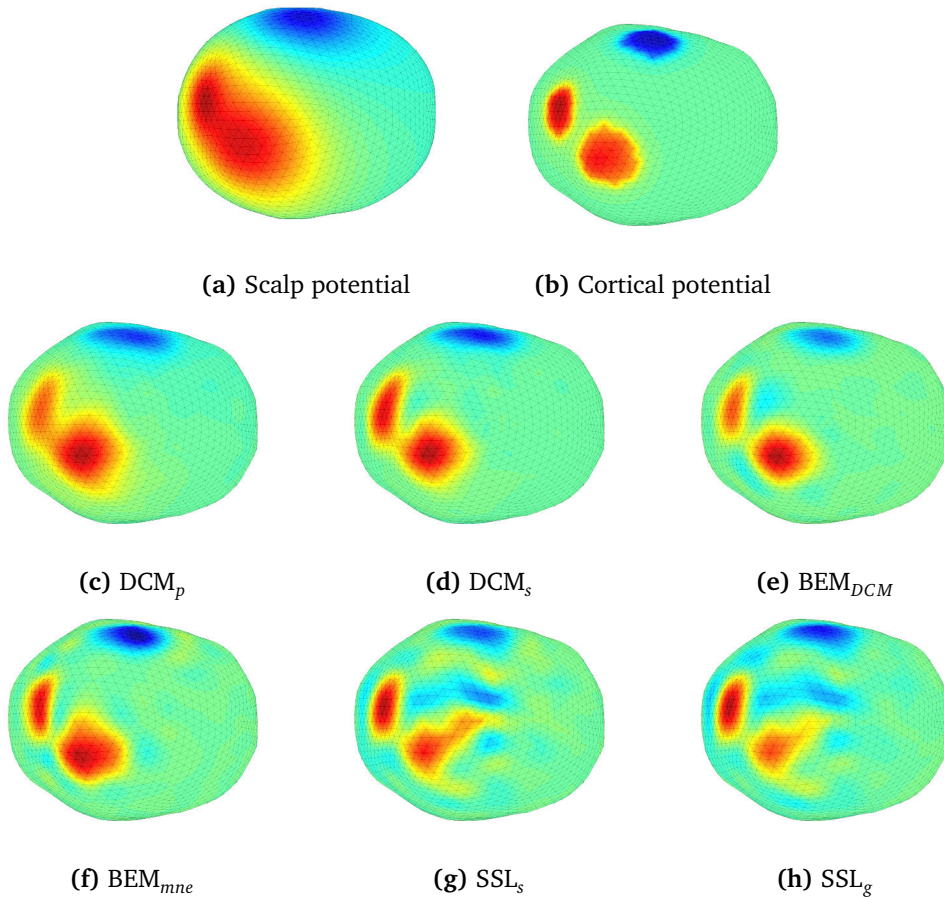 (a) Scalp potential
(b) Cortical potential
(c) DCM_p
(d) DCM_s
(e) BEM_DCM
(f) BEM_mne
(g) SSL_s
(h) SSL_g